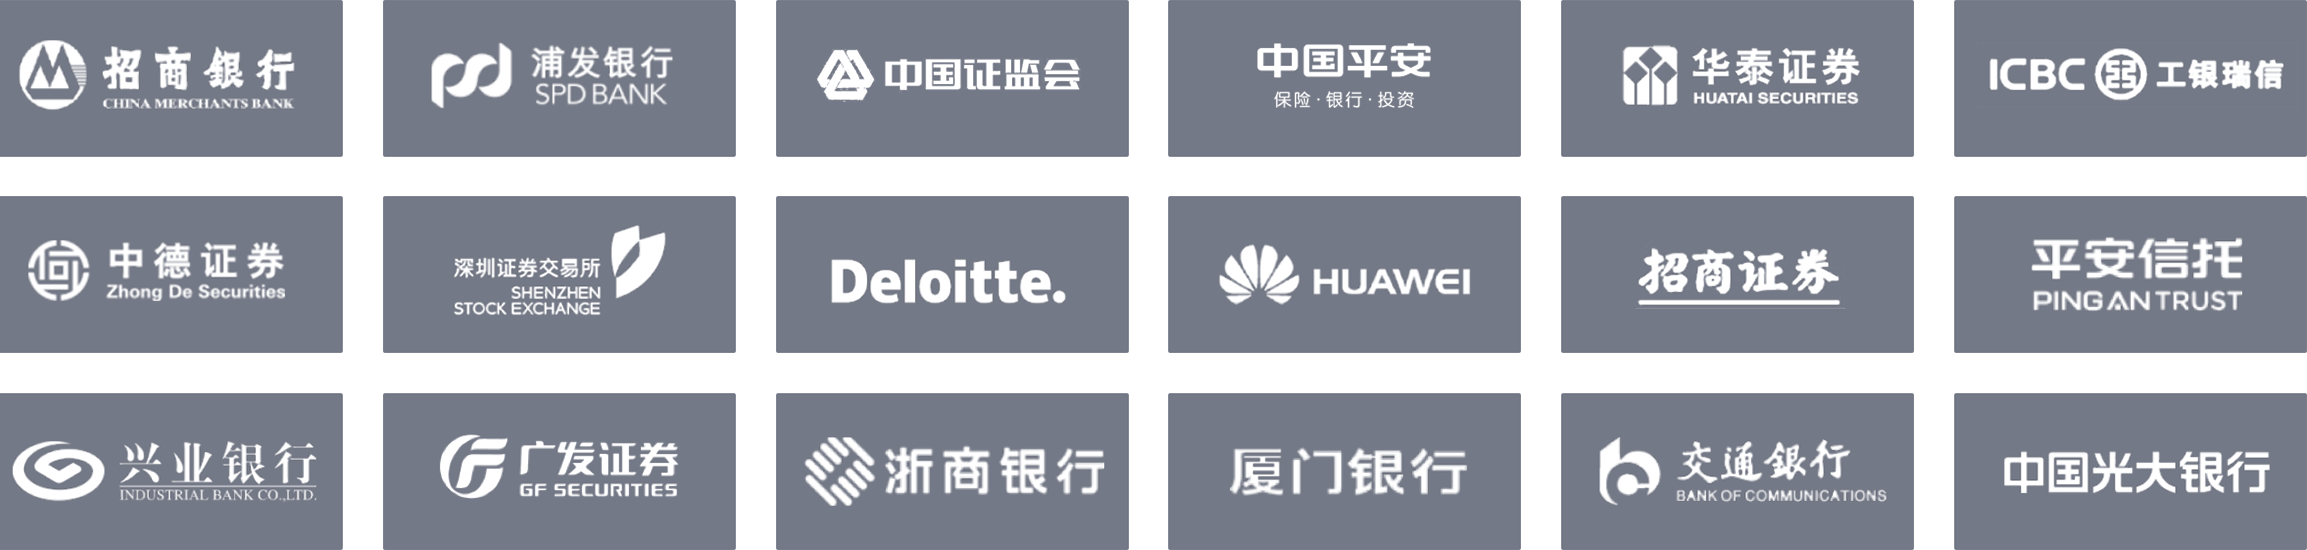 招商銀行
CHINA MERCHANTS BANK
浦发银行
SPD BANK
中国证监会
中国平安
保险·银行·投资
华泰证券
HUATAI SECURITIES
ICBC 工银瑞信
中德证券
Zhong De Securities
深圳证券交易所
SHENZHEN
STOCK EXCHANGE
Deloitte.
HUAWEI
招商证券
平安信托
PING AN TRUST
兴业银行
INDUSTRIAL BANK CO.,LTD.
广发证券
GF SECURITIES
浙商银行
厦门银行
交通銀行
BANK OF COMMUNICATIONS
中国光大银行